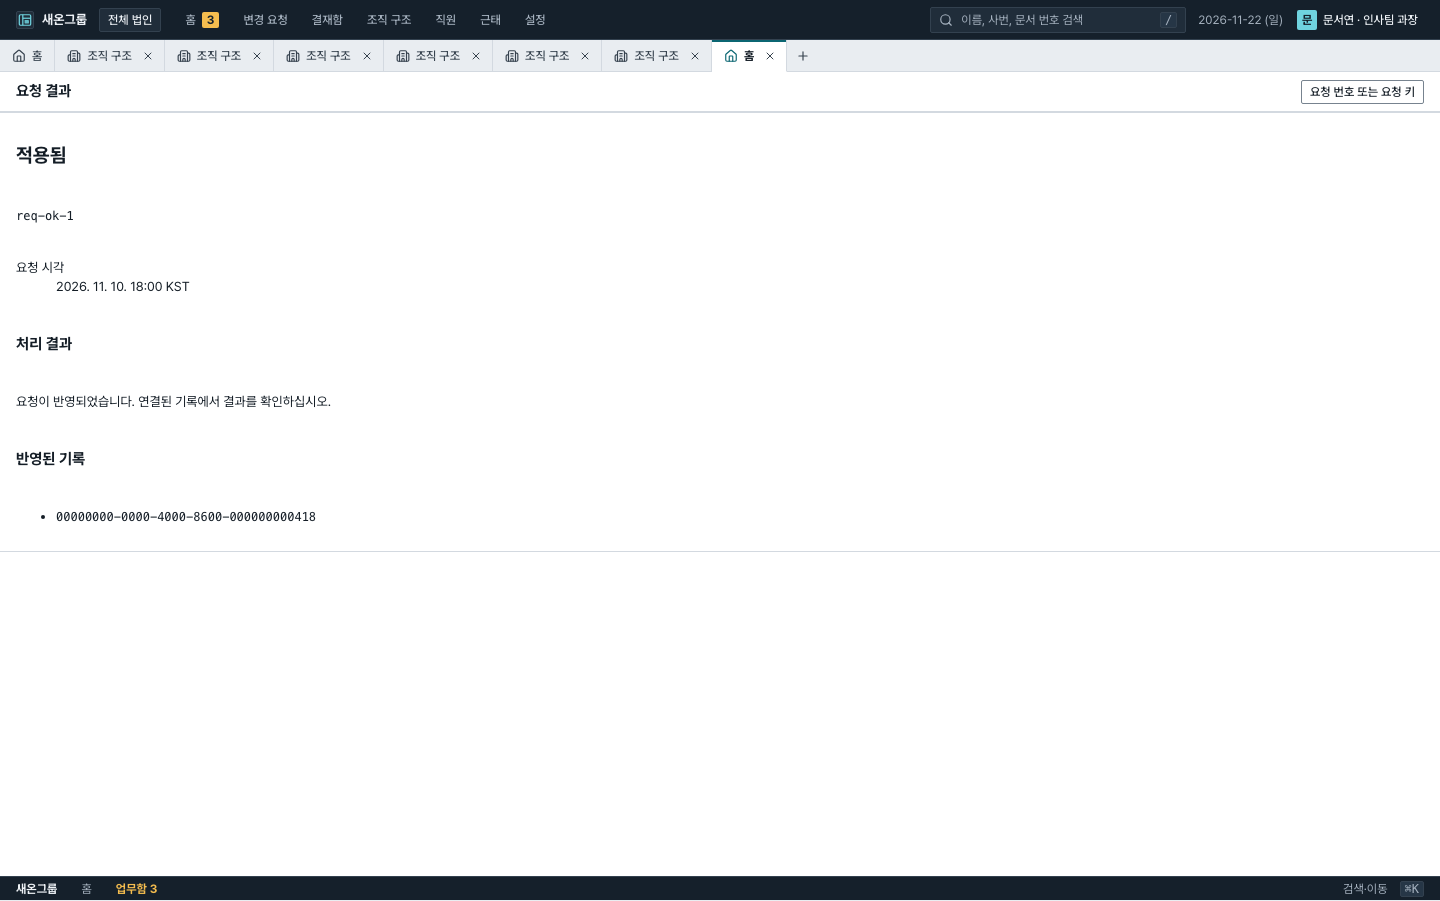 새온그룹 전체 법인 홈 3 변경 요청 결재함 조직 구조 직원 근태 설정 이름, 사번, 문서 번호 검색 / 2026-11-22 (일) 문 문서연 · 인사팀 과장
홈 조직 구조 조직 구조 조직 구조 조직 구조 조직 구조 조직 구조 홈
요청 결과 요청 번호 또는 요청 키
적용됨
req-ok-1
요청 시각
2026. 11. 10. 18:00 KST
처리 결과
요청이 반영되었습니다. 연결된 기록에서 결과를 확인하십시오.
반영된 기록
• 00000000-0000-4000-8600-000000000418
새온그룹 홈 업무함 3 검색·이동 ⌘K